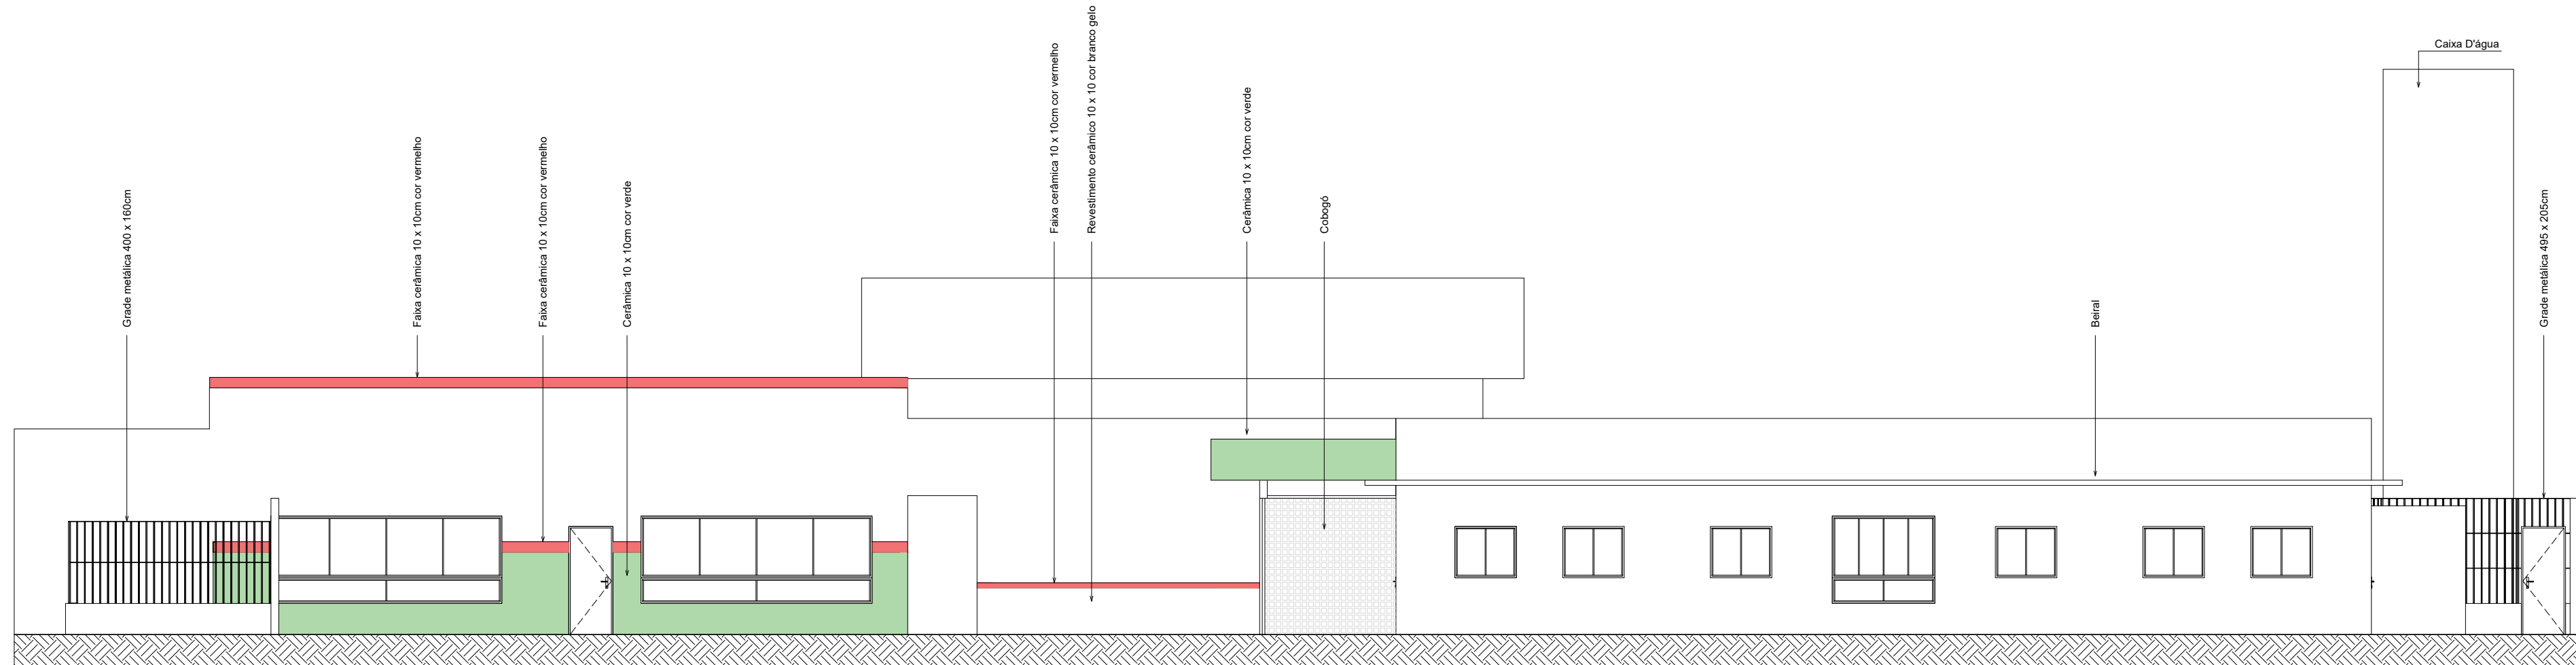 Grade metálica 400 x 160cm
Faixa cerâmica 10 x 10cm cor vermelho
Faixa cerâmica 10 x 10cm cor vermelho
Cerâmica 10 x 10cm cor verde
Faixa cerâmica 10 x 10cm cor vermelho
Revestimento cerâmico 10 x 10 cor branco gelo
Cerâmica 10 x 10cm cor verde
Cobogó
Beiral
Caixa D'água
Grade metálica 495 x 205cm